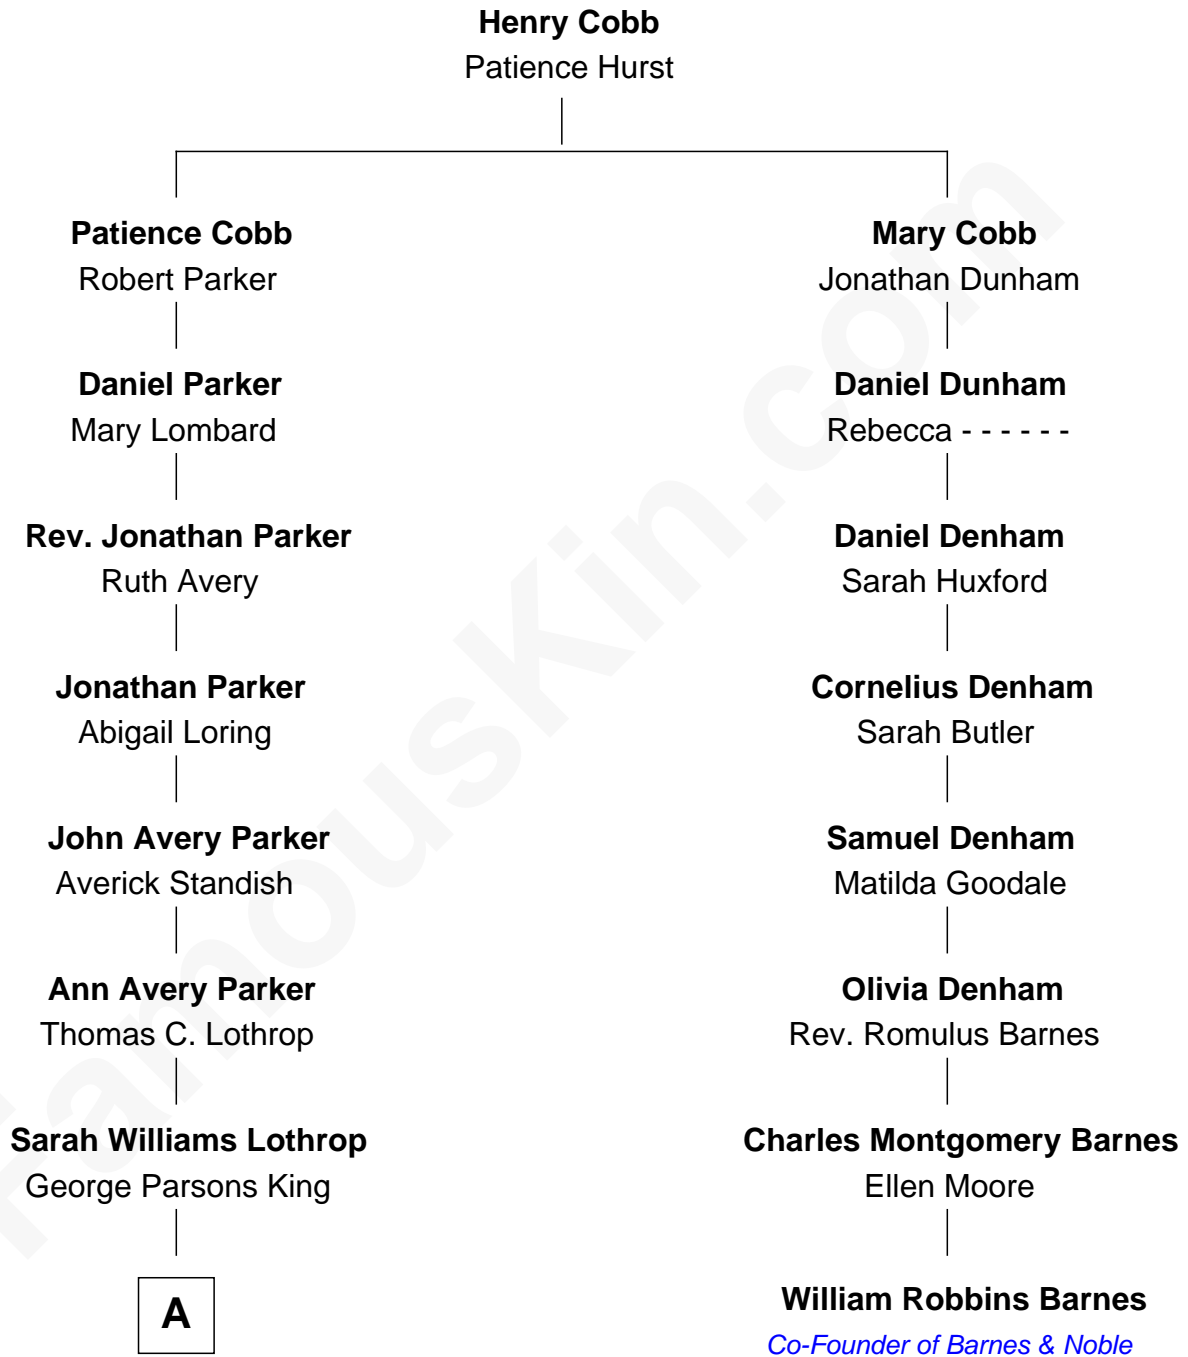 Henry Cobb
Patience Hurst
Patience Cobb
Robert Parker
Mary Cobb
Jonathan Dunham
Daniel Parker
Mary Lombard
Daniel Dunham
Rebecca - - - - - -
Rev. Jonathan Parker
Ruth Avery
Daniel Denham
Sarah Huxford
Jonathan Parker
Abigail Loring
Cornelius Denham
Sarah Butler
John Avery Parker
Averick Standish
Samuel Denham
Matilda Goodale
Ann Avery Parker
Thomas C. Lothrop
Olivia Denham
Rev. Romulus Barnes
Sarah Williams Lothrop
George Parsons King
Charles Montgomery Barnes
Ellen Moore
A
William Robbins Barnes
Co-Founder of Barnes & Noble
FamousKin.com